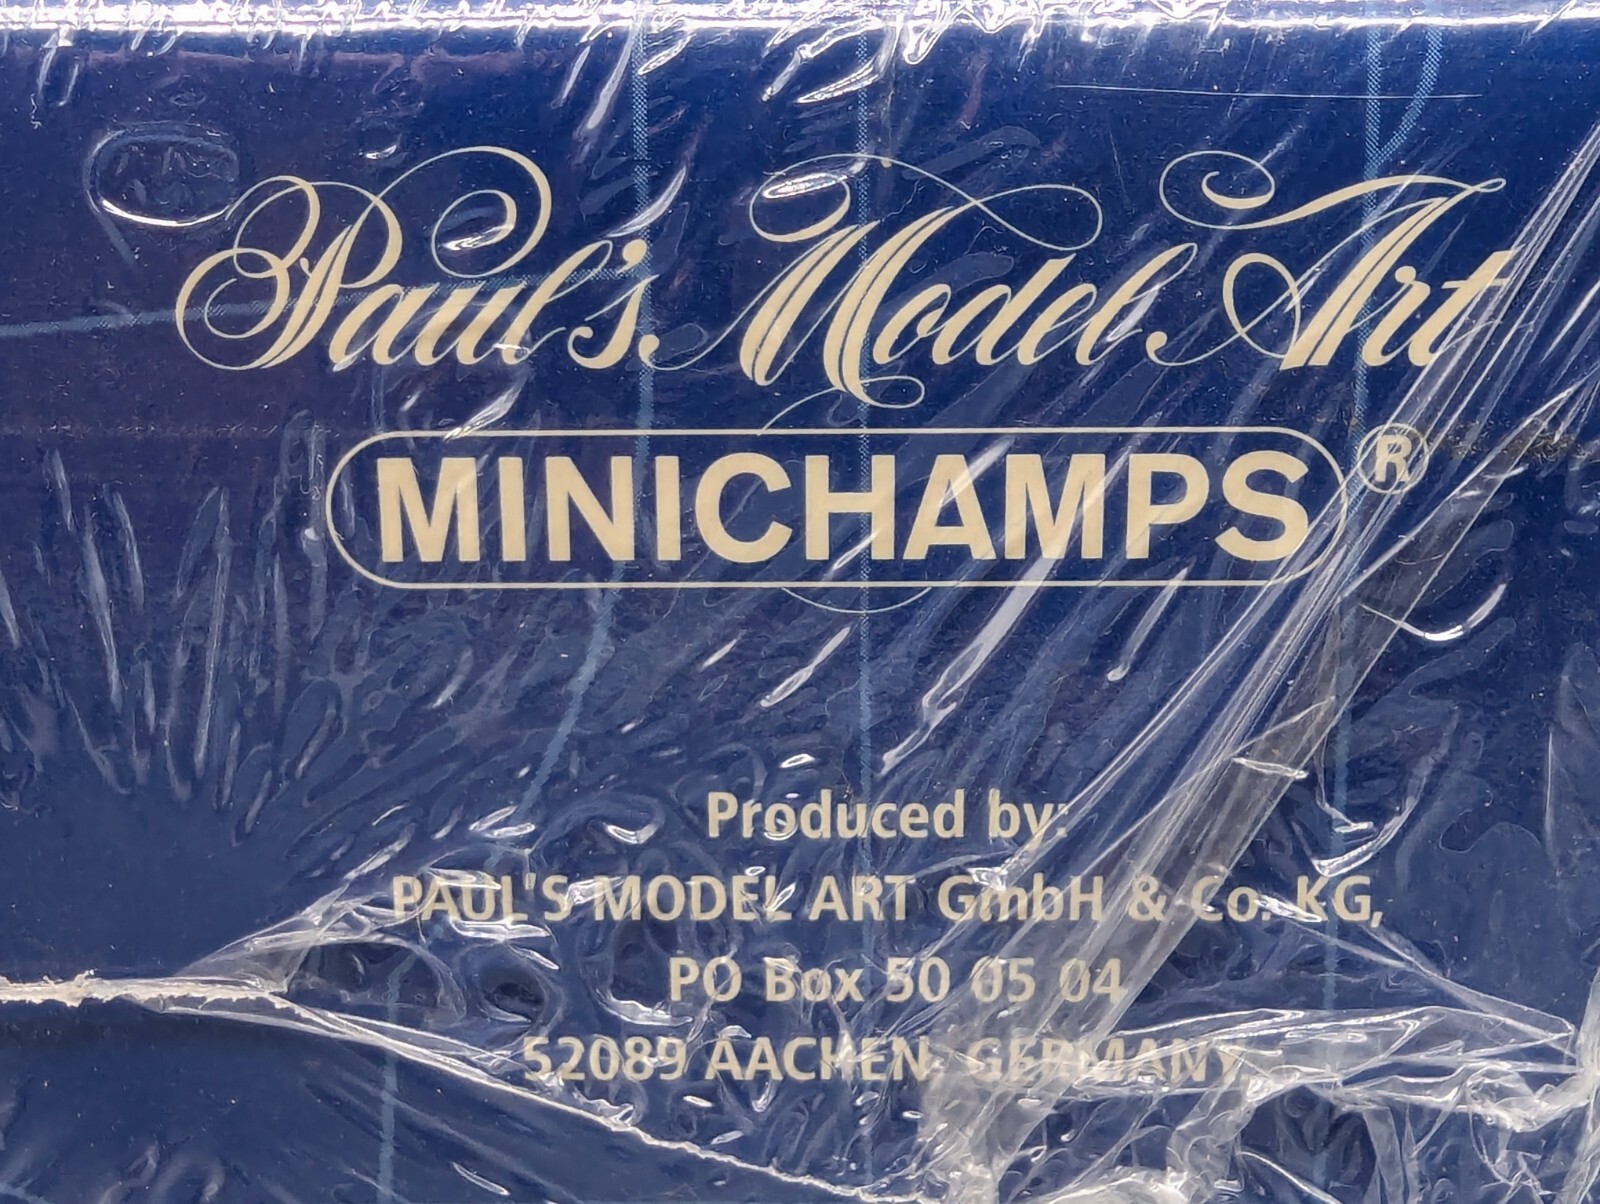 Paul's Model Art
MINICHAMPS®
Produced by:
PAUL'S MODEL ART GmbH & Co. KG,
PO Box 50 05 04
52089 AACHEN, GERMANY